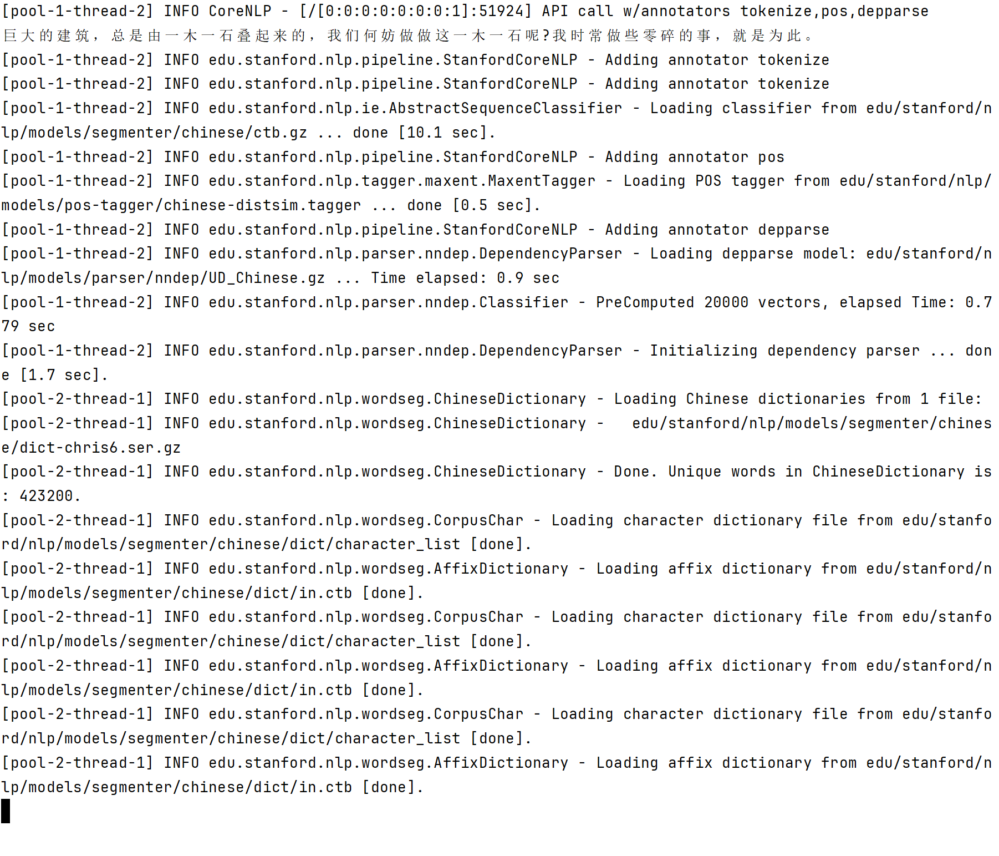 [pool-1-thread-2] INFO CoreNLP - [/[0:0:0:0:0:0:0:1]:51924] API call w/annotators tokenize,pos,depparse
巨大的建筑，总是由一木一石叠起来的，我们何妨做做这一木一石呢?我时常做些零碎的事，就是为此。
[pool-1-thread-2] INFO edu.stanford.nlp.pipeline.StanfordCoreNLP - Adding annotator tokenize
[pool-1-thread-2] INFO edu.stanford.nlp.pipeline.StanfordCoreNLP - Adding annotator tokenize
[pool-1-thread-2] INFO edu.stanford.nlp.ie.AbstractSequenceClassifier - Loading classifier from edu/stanford/n
lp/models/segmenter/chinese/ctb.gz ... done [10.1 sec].
[pool-1-thread-2] INFO edu.stanford.nlp.pipeline.StanfordCoreNLP - Adding annotator pos
[pool-1-thread-2] INFO edu.stanford.nlp.tagger.maxent.MaxentTagger - Loading POS tagger from edu/stanford/nlp/
models/pos-tagger/chinese-distsim.tagger ... done [0.5 sec].
[pool-1-thread-2] INFO edu.stanford.nlp.pipeline.StanfordCoreNLP - Adding annotator depparse
[pool-1-thread-2] INFO edu.stanford.nlp.parser.nndep.DependencyParser - Loading depparse model: edu/stanford/n
lp/models/parser/nndep/UD_Chinese.gz ... Time elapsed: 0.9 sec
[pool-1-thread-2] INFO edu.stanford.nlp.parser.nndep.Classifier - PreComputed 20000 vectors, elapsed Time: 0.7
79 sec
[pool-1-thread-2] INFO edu.stanford.nlp.parser.nndep.DependencyParser - Initializing dependency parser ... don
e [1.7 sec].
[pool-2-thread-1] INFO edu.stanford.nlp.wordseg.ChineseDictionary - Loading Chinese dictionaries from 1 file:
[pool-2-thread-1] INFO edu.stanford.nlp.wordseg.ChineseDictionary -   edu/stanford/nlp/models/segmenter/chines
e/dict-chris6.ser.gz
[pool-2-thread-1] INFO edu.stanford.nlp.wordseg.ChineseDictionary - Done. Unique words in ChineseDictionary is
: 423200.
[pool-2-thread-1] INFO edu.stanford.nlp.wordseg.CorpusChar - Loading character dictionary file from edu/stanfo
rd/nlp/models/segmenter/chinese/dict/character_list [done].
[pool-2-thread-1] INFO edu.stanford.nlp.wordseg.AffixDictionary - Loading affix dictionary from edu/stanford/n
lp/models/segmenter/chinese/dict/in.ctb [done].
[pool-2-thread-1] INFO edu.stanford.nlp.wordseg.CorpusChar - Loading character dictionary file from edu/stanfo
rd/nlp/models/segmenter/chinese/dict/character_list [done].
[pool-2-thread-1] INFO edu.stanford.nlp.wordseg.AffixDictionary - Loading affix dictionary from edu/stanford/n
lp/models/segmenter/chinese/dict/in.ctb [done].
[pool-2-thread-1] INFO edu.stanford.nlp.wordseg.CorpusChar - Loading character dictionary file from edu/stanfo
rd/nlp/models/segmenter/chinese/dict/character_list [done].
[pool-2-thread-1] INFO edu.stanford.nlp.wordseg.AffixDictionary - Loading affix dictionary from edu/stanford/n
lp/models/segmenter/chinese/dict/in.ctb [done].